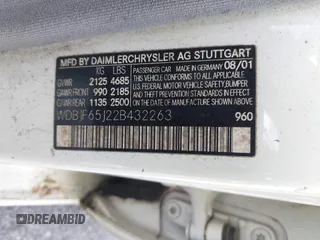 MFD BY DAIMLERCHRYSLER AG STUTTGART
KG LBS PASSENGER CAR MADE IN GERMANY 08/01
GVWR 2125 4685 THIS VEHICLE CONFORMS TO ALL APPLICABLE
GAWR FRONT 990 2185 U.S. FEDERAL MOTOR VEHICLE SAFETY, BUMPER,
GAWR REAR 1135 2500 AND THEFT PREVENTION STANDARDS IN EFFECT
ON THE DATE OF MANUFACTURE SHOWN ABOVE.
960
DREAMBID